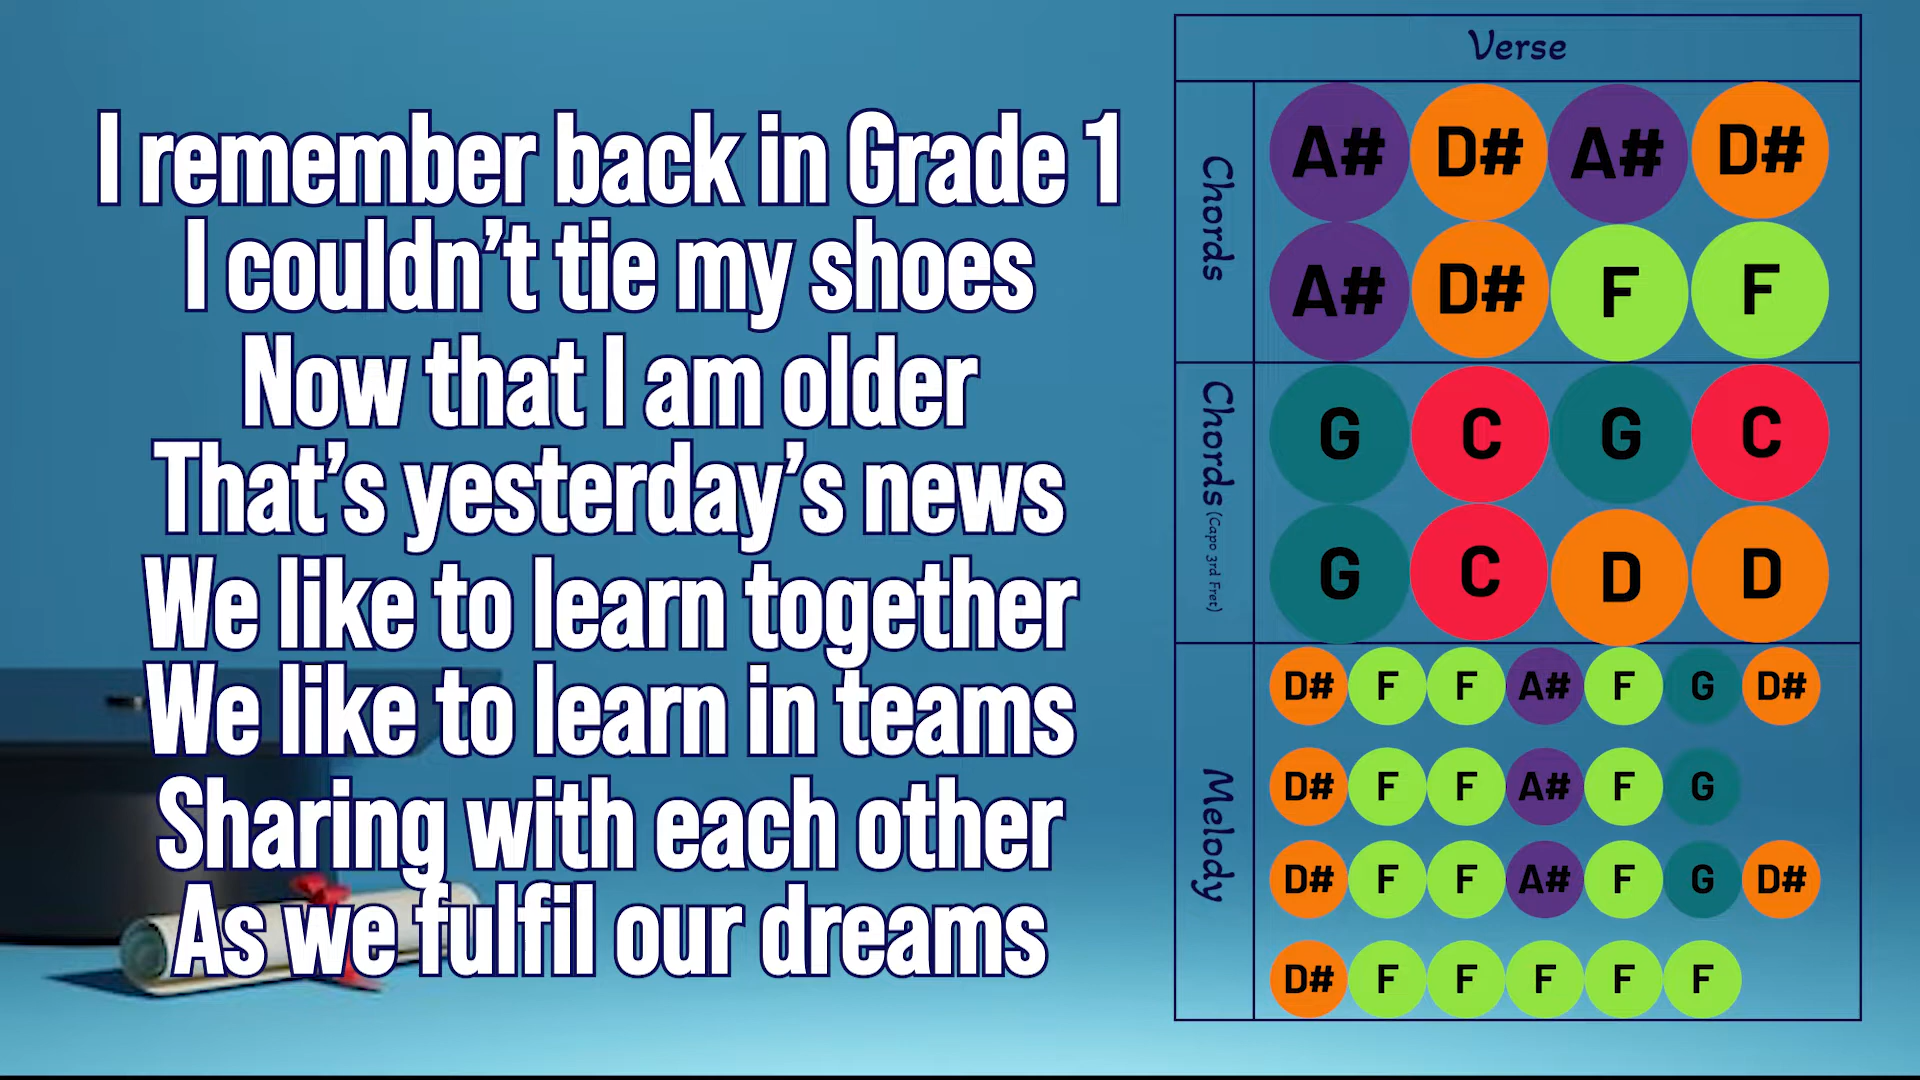 I remember back in Grade 1
I couldn't tie my shoes
Now that I am older
That's yesterday's news
We like to learn together
We like to learn in teams
Sharing with each other
As we fulfil our dreams
Verse
Chords
A# D# A# D#
A# D# F F
Chords (Capo 3rd Fret)
G C G C
G C D D
Melody
D# F F A# F G D#
D# F F A# F G
D# F F A# F G D#
D# F F F F F